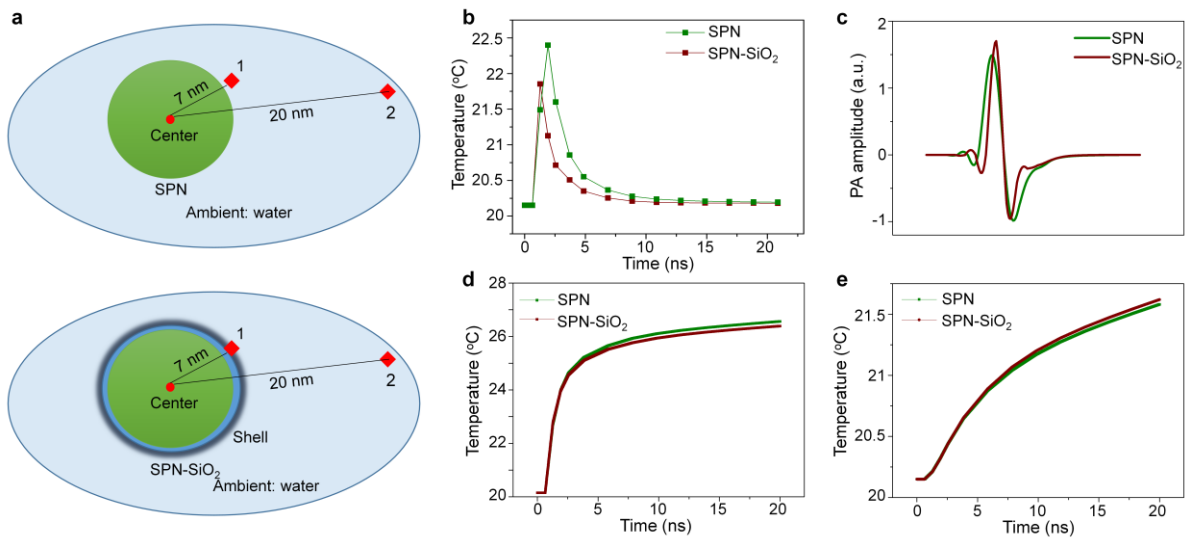 a
1
7 nm
20 nm
2
Center
SPN
Ambient: water
1
7 nm
20 nm
2
Center
Shell
SPN-SiO₂
Ambient: water
b
SPN
SPN-SiO₂
22.5
22
21.5
21
20.5
20
Temperature (ºC)
0 5 10 15 20
Time (ns)
c
SPN
SPN-SiO₂
2
1
0
-1
PA amplitude (a.u.)
d
SPN
SPN-SiO₂
28
26
24
22
20
Temperature (ºC)
0 5 10 15 20
Time (ns)
e
SPN
SPN-SiO₂
21.5
21
20.5
20
Temperature (ºC)
0 5 10 15 20
Time (ns)